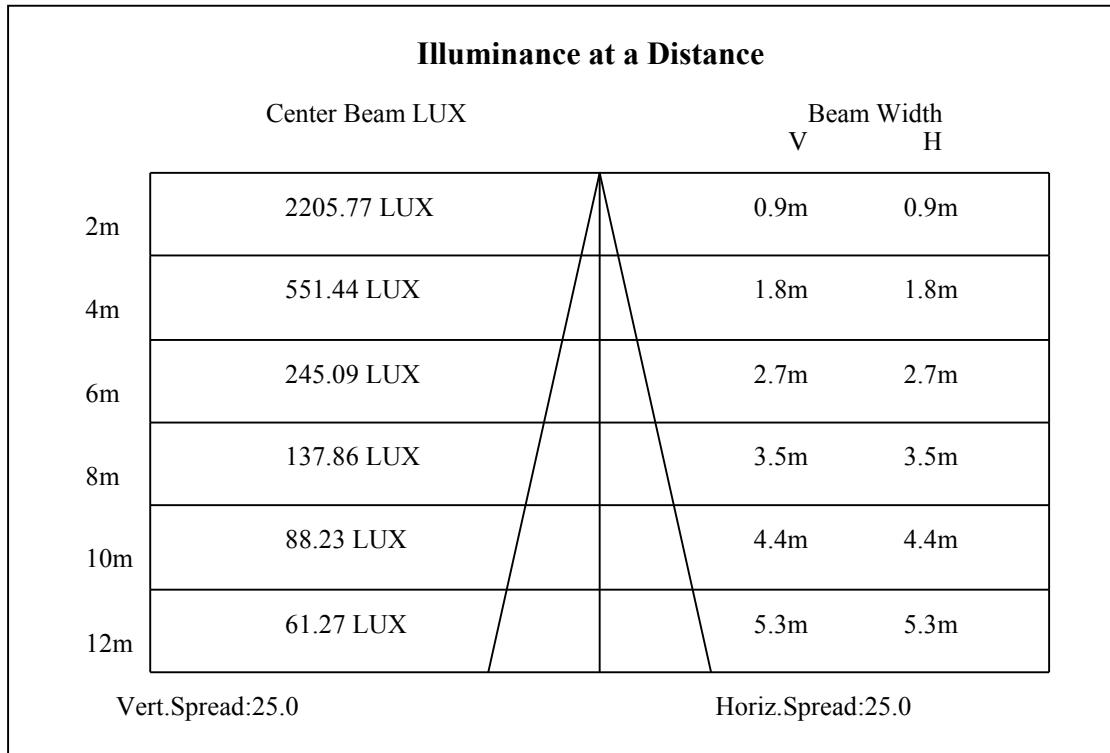 Illuminance at a Distance
Center Beam LUX Beam Width
V H
2m 2205.77 LUX 0.9m 0.9m
4m 551.44 LUX 1.8m 1.8m
6m 245.09 LUX 2.7m 2.7m
8m 137.86 LUX 3.5m 3.5m
10m 88.23 LUX 4.4m 4.4m
12m 61.27 LUX 5.3m 5.3m
Vert.Spread:25.0 Horiz.Spread:25.0